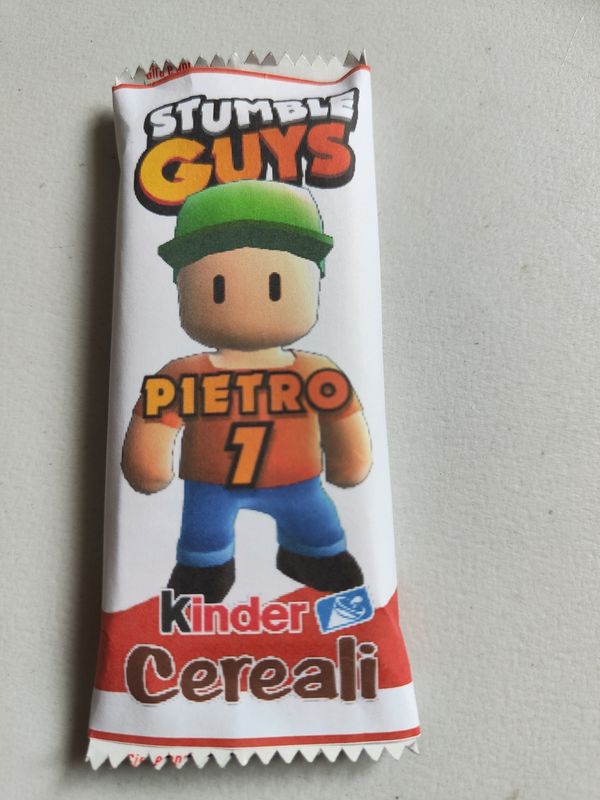 STUMBLE
GUYS
PIETRO
1
Kinder
Cereali